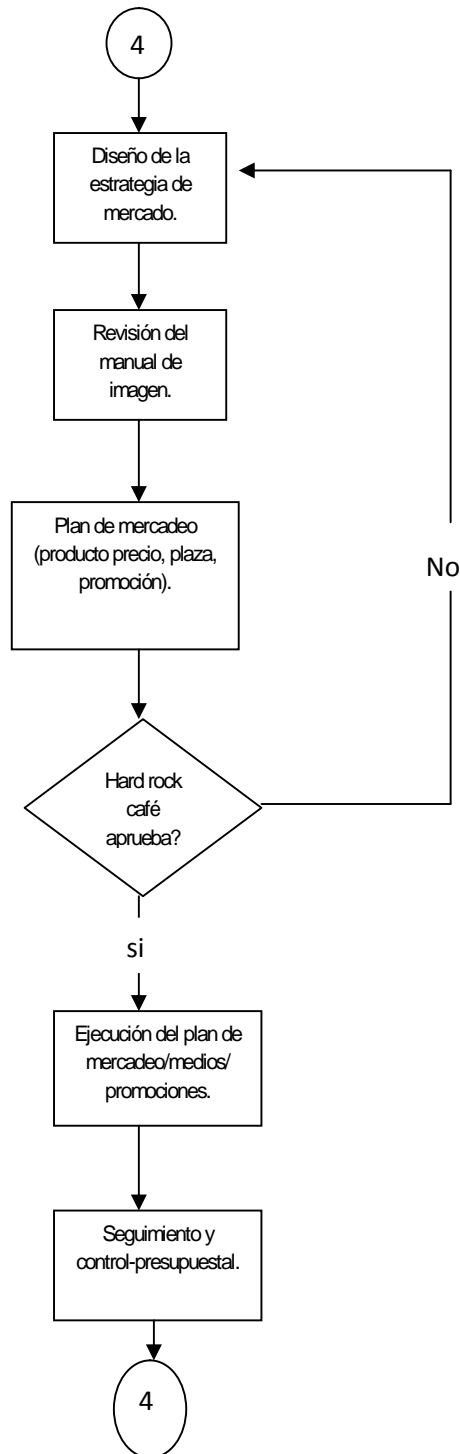 4
Diseño de la
estrategia de
mercado.
Revisión del
manual de
imagen.
Plan de mercadeo
(producto precio, plaza,
promoción).
No
Hard rock
café
aprueba?
si
Ejecución del plan de
mercadeo/medios/
promociones.
Seguimiento y
control-presupuestal.
4